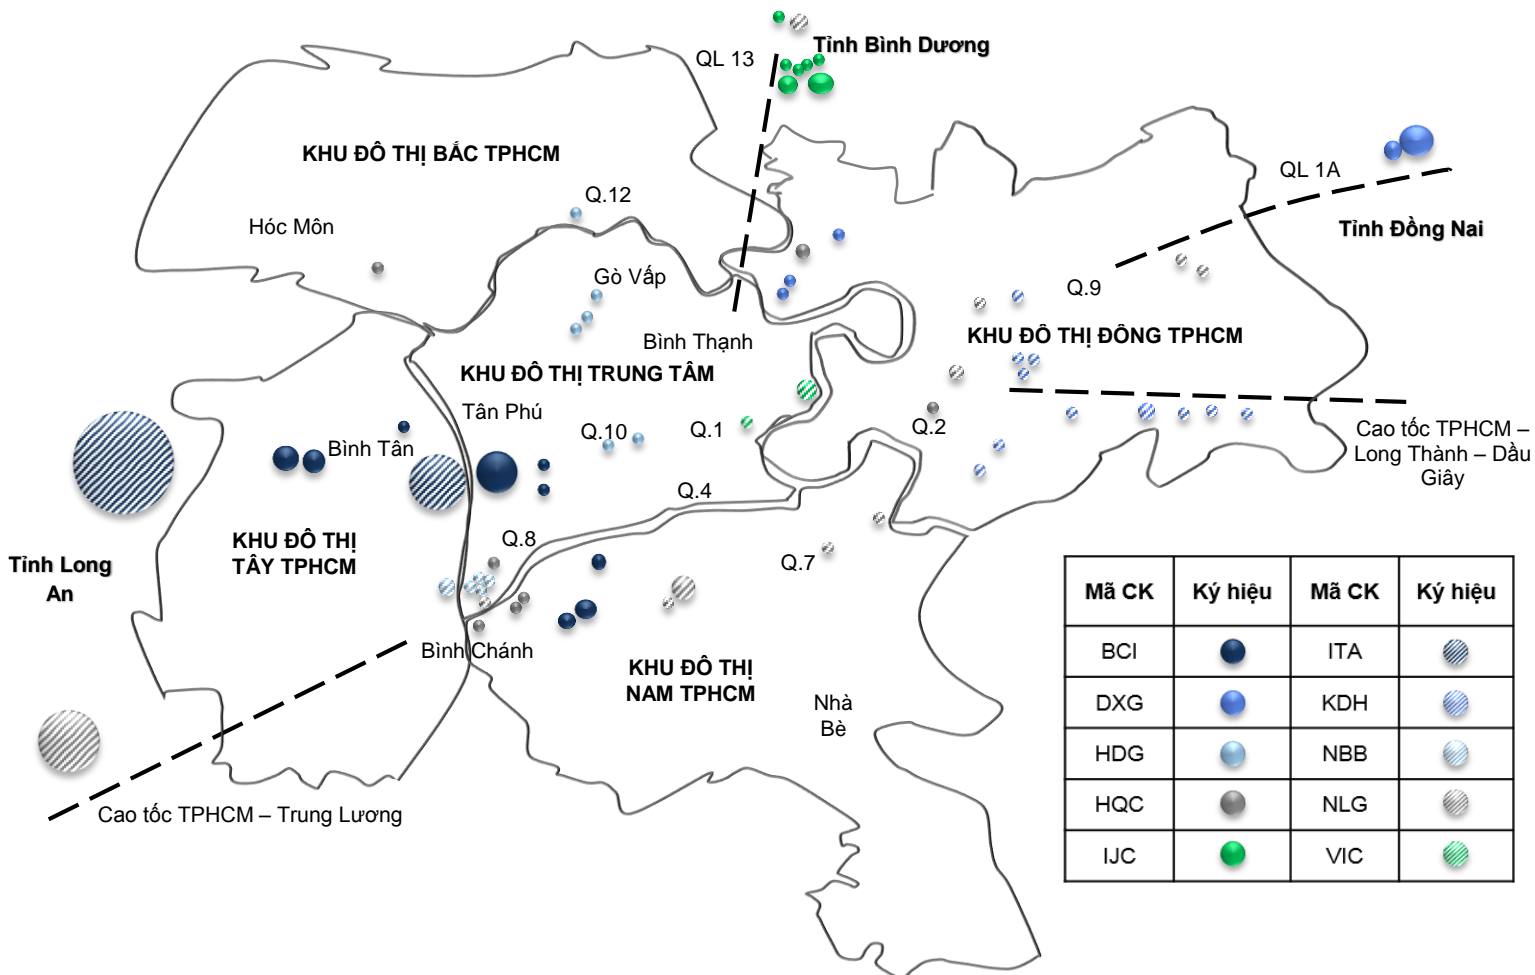 Tỉnh Bình Dương
QL 13
KHU ĐÔ THỊ BẮC TPHCM
QL 1A
Q.12
Hóc Môn
Tỉnh Đồng Nai
Gò Vấp
Q.9
Bình Thạnh
KHU ĐÔ THỊ ĐÔNG TPHCM
KHU ĐÔ THỊ TRUNG TÂM
Tân Phú
Q.10
Q.1
Q.2
Bình Tân
Cao tốc TPHCM –
Long Thành – Dầu
Giây
Q.4
KHU ĐÔ THỊ
TÂY TPHCM
Q.8
Q.7
Tỉnh Long
An
Bình Chánh
KHU ĐÔ THỊ
NAM TPHCM
Nhà
Bè
Cao tốc TPHCM – Trung Lương
Mã CK Ký hiệu Mã CK Ký hiệu
BCI ITA
DXG KDH
HDG NBB
HQC NLG
IJC VIC